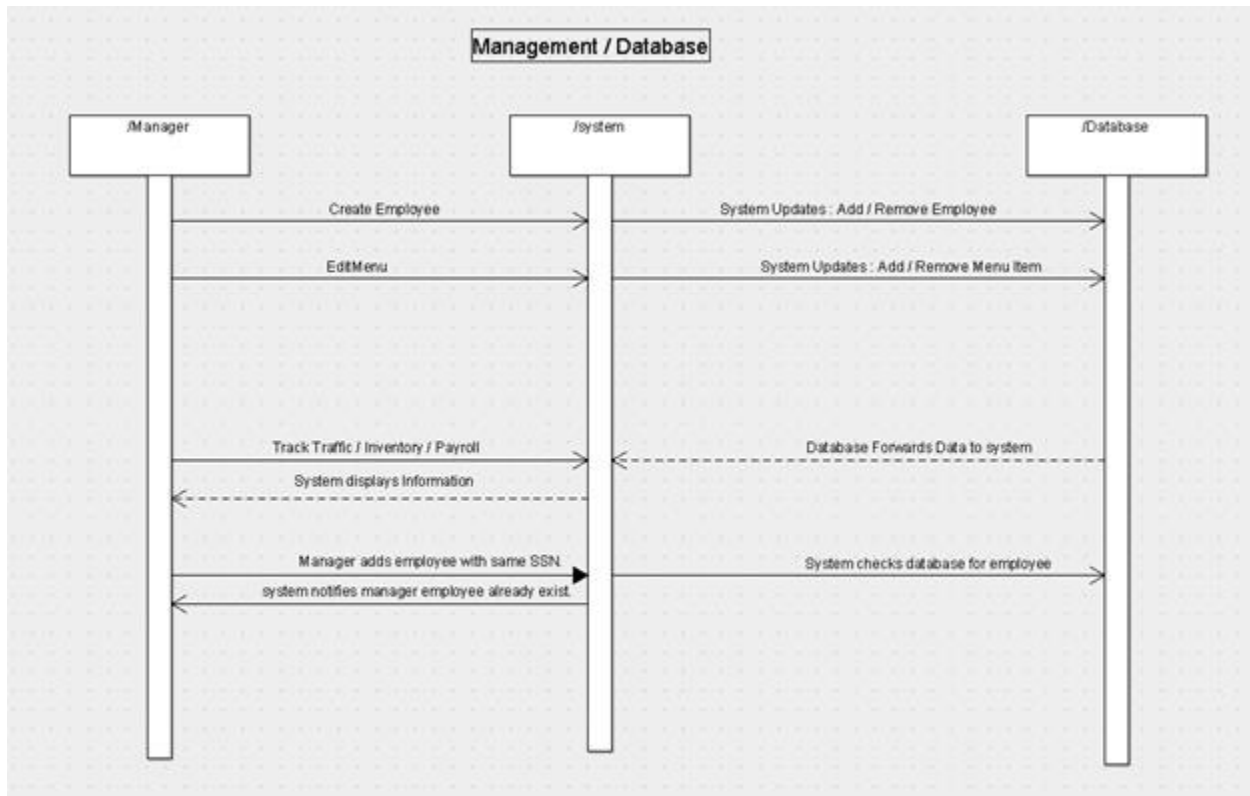 Management / Database
/Manager
/system
/Database
Create Employee
System Updates : Add / Remove Employee
EditMenu
System Updates : Add / Remove Menu Item
Track Traffic / Inventory / Payroll
Database Forwards Data to system
System displays Information
Manager adds employee with same SSN.
System checks database for employee
system notifies manager employee already exist.